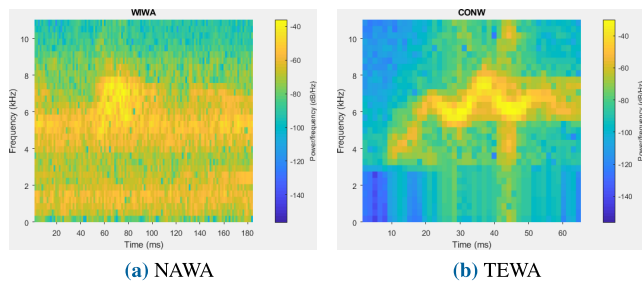 WIWA
Frequency (kHz)
0
2
4
6
8
10
20 40 60 80 100 120 140 160 180
Time (ms)
-40
-60
-80
-100
-120
-140
Power/frequency (dB/Hz)
(a) NAWA
CONW
Frequency (kHz)
0
2
4
6
8
10
10 20 30 40 50 60
Time (ms)
-40
-60
-80
-100
-120
-140
Power/frequency (dB/Hz)
(b) TEWA